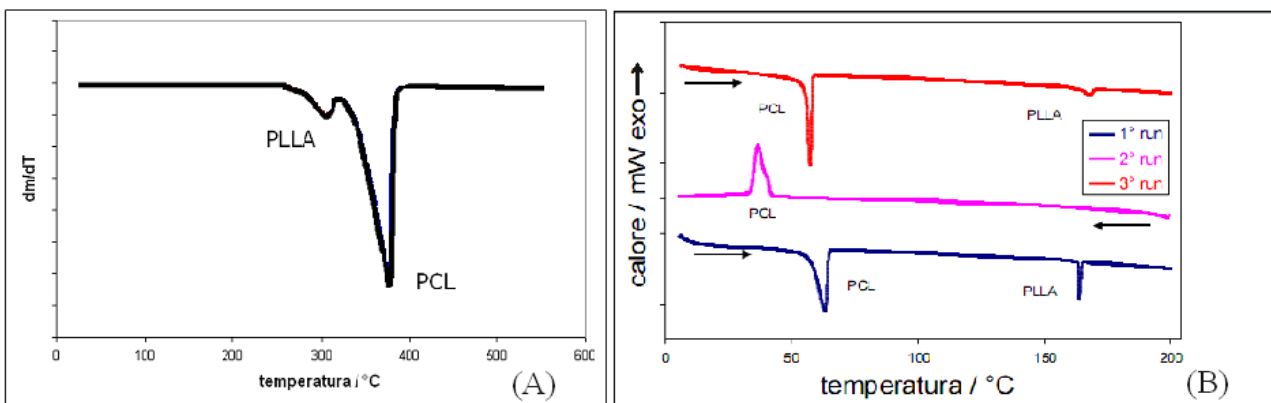 dm/dT
PLLA
PCL
0 100 200 300 400 500 600
temperatura / °C
(A)
calore / mW exo
PCL
PLLA
1° run
2° run
3° run
PCL
PCL
PLLA
0 50 100 150 200
temperatura / °C
(B)